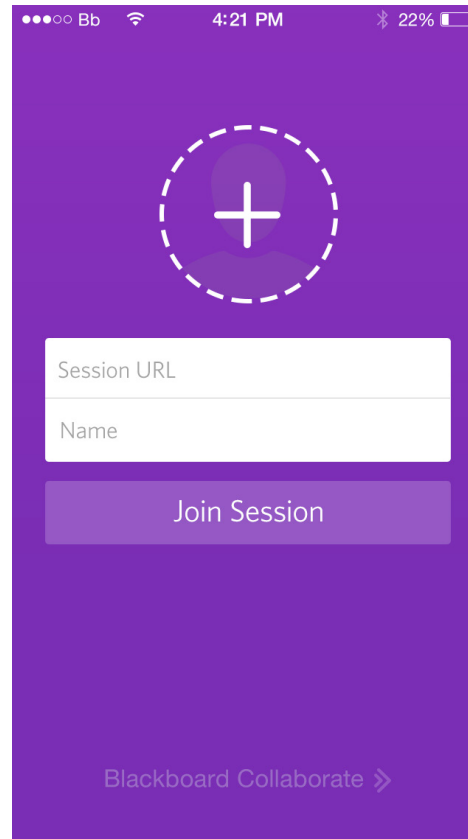 Bb 4:21 PM 22%
Session URL
Name
Join Session
Blackboard Collaborate